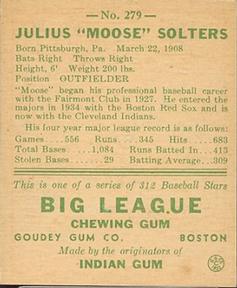 — No. 279 —
JULIUS "MOOSE" SOLTERS
Born Pittsburgh, Pa. March 22, 1908
Bats Right Throws Right
Height, 6' Weight 200 lbs.
Position OUTFIELDER
"Moose" began his professional baseball career
with the Fairmont Club in 1927. He entered the
majors in 1934 with the Boston Red Sox and is
now with the Cleveland Indians.
His four year major league record is as follows:
Games.....556 Runs.....345 Hits.......683
Total Bases....1,084 Runs Batted In....413
Stolen Bases......29 Batting Average...309
This is one of a series of 312 Baseball Stars
BIG LEAGUE
CHEWING GUM
GOUDEY GUM CO. BOSTON
Made by the originators of
INDIAN GUM